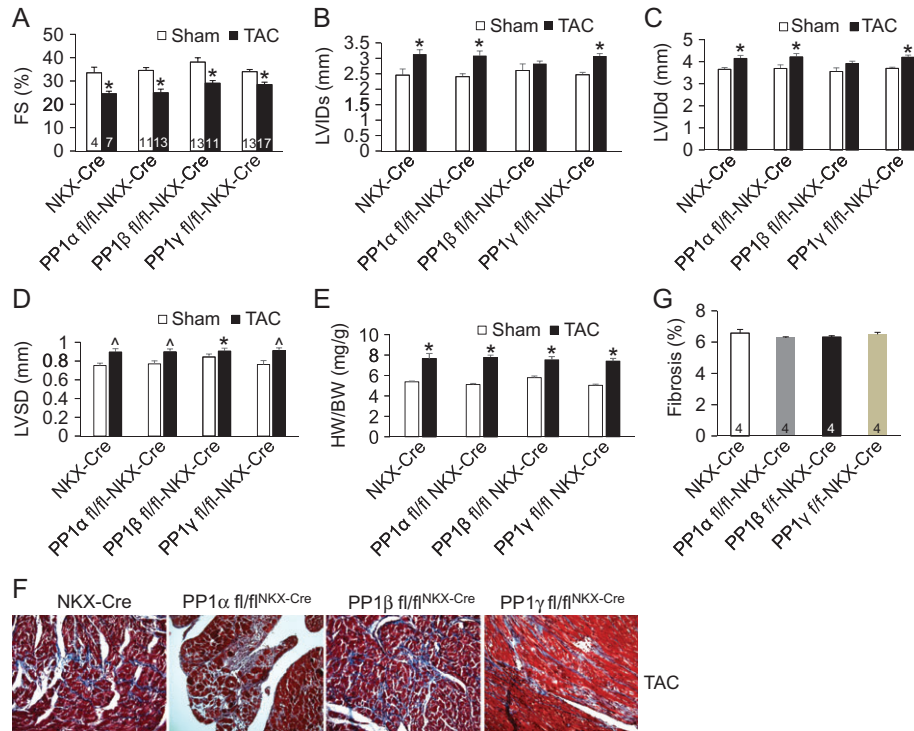 A
Sham TAC
FS (%)
50
40
30
20
10
0
* * * *
4 7 11 13 13 11 13 17
NKX-Cre
PP1α fl/fl-NKX-Cre
PP1β fl/fl-NKX-Cre
PP1γ fl/fl-NKX-Cre
B
Sham TAC
LVIDs (mm)
3.5
3
2.5
2
1.5
1
0.5
0
* * *
NKX-Cre
PP1α fl/fl-NKX-Cre
PP1β fl/fl-NKX-Cre
PP1γ fl/fl-NKX-Cre
C
Sham TAC
LVIDd (mm)
5
4
3
2
1
0
* * *
NKX-Cre
PP1α fl/fl-NKX-Cre
PP1β fl/fl-NKX-Cre
PP1γ fl/fl-NKX-Cre
D
Sham TAC
LVSD (mm)
1
0.8
0.6
0.4
0.2
0
^ ^ * ^
NKX-Cre
PP1α fl/fl-NKX-Cre
PP1β fl/fl-NKX-Cre
PP1γ fl/fl-NKX-Cre
E
Sham TAC
HW/BW (mg/g)
10
8
6
4
2
0
* * * *
NKX-Cre
PP1α fl/fl NKX-Cre
PP1β fl/fl-NKX-Cre
PP1γ fl/fl-NKX-Cre
G
Fibrosis (%)
8
6
4
2
0
4 4 4 4
NKX-Cre
PP1α fl/fl-NKX-Cre
PP1β f/f-NKX-Cre
PP1γ f/f-NKX-Cre
F
NKX-Cre PP1α fl/flNKX-Cre PP1β fl/flNKX-Cre PP1γ fl/flNKX-Cre
TAC